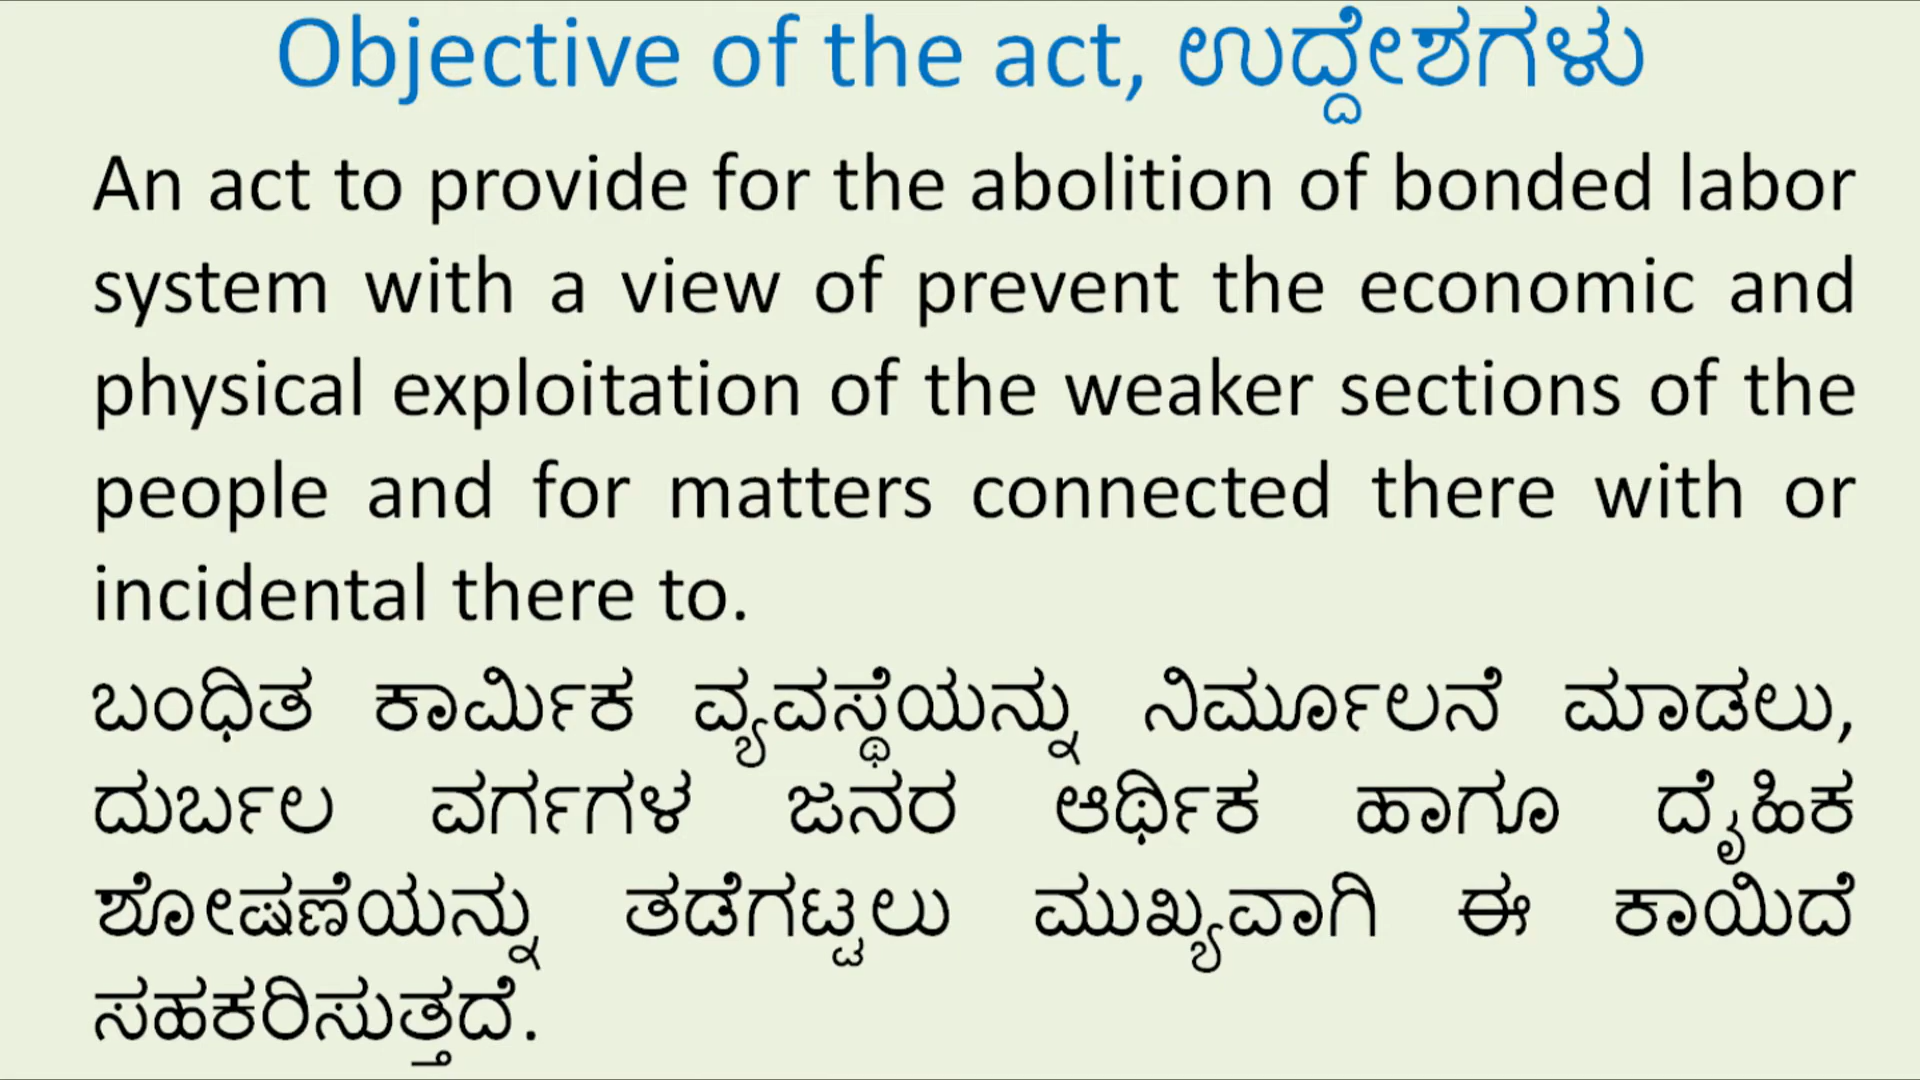 Objective of the act, ಉದ್ದೇಶಗಳು
An act to provide for the abolition of bonded labor
system with a view of prevent the economic and
physical exploitation of the weaker sections of the
people and for matters connected there with or
incidental there to.
ಬಂಧಿತ ಕಾರ್ಮಿಕ ವ್ಯವಸ್ಥೆಯನ್ನು ನಿರ್ಮೂಲನೆ ಮಾಡಲು,
ದುರ್ಬಲ ವರ್ಗಗಳ ಜನರ ಆರ್ಥಿಕ ಹಾಗೂ ದೈಹಿಕ
ಶೋಷಣೆಯನ್ನು ತಡೆಗಟ್ಟಲು ಮುಖ್ಯವಾಗಿ ಈ ಕಾಯಿದೆ
ಸಹಕರಿಸುತ್ತದೆ.